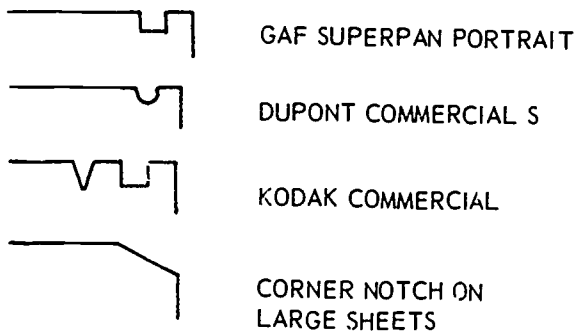 GAF SUPERPAN PORTRAIT
DUPONT COMMERCIAL S
KODAK COMMERCIAL
CORNER NOTCH ON
LARGE SHEETS